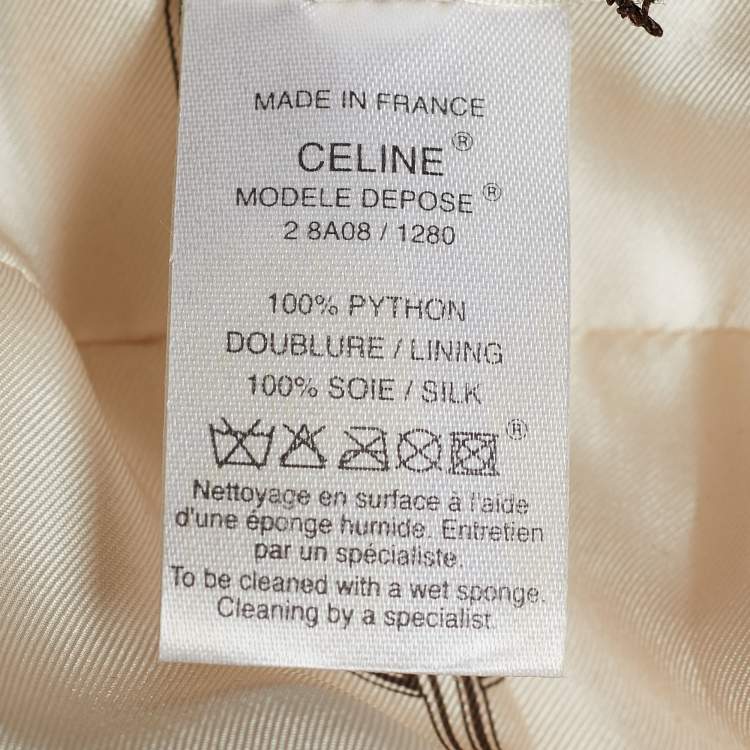 MADE IN FRANCE
CELINE®
MODELE DEPOSE®
2 8A08 / 1280
100% PYTHON
DOUBLURE / LINING
100% SOIE / SILK
®
Nettoyage en surface à l'aide
d'une éponge humide. Entretien
par un spécialiste.
To be cleaned with a wet sponge.
Cleaning by a specialist.